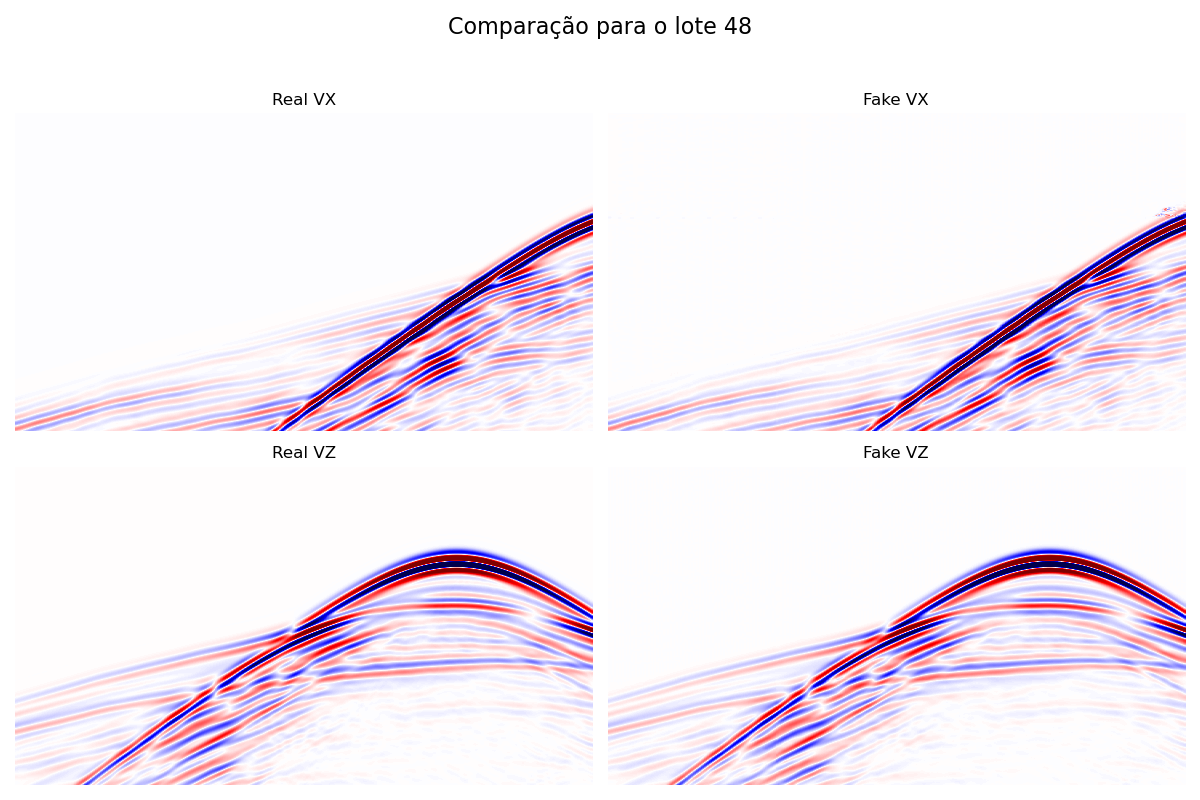 Comparação para o lote 48
Real VX
Fake VX
Real VZ
Fake VZ